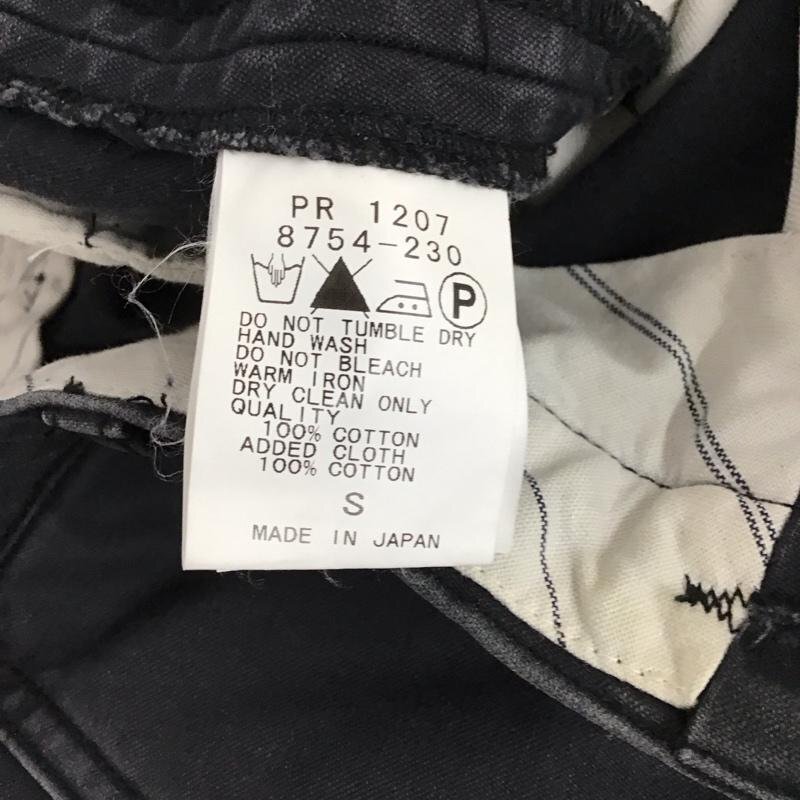 PR 1207
8754-230
P
DO NOT TUMBLE DRY
HAND WASH
DO NOT BLEACH
WARM IRON
DRY CLEAN ONLY
QUALITY
100% COTTON
ADDED CLOTH
100% COTTON
S
MADE IN JAPAN